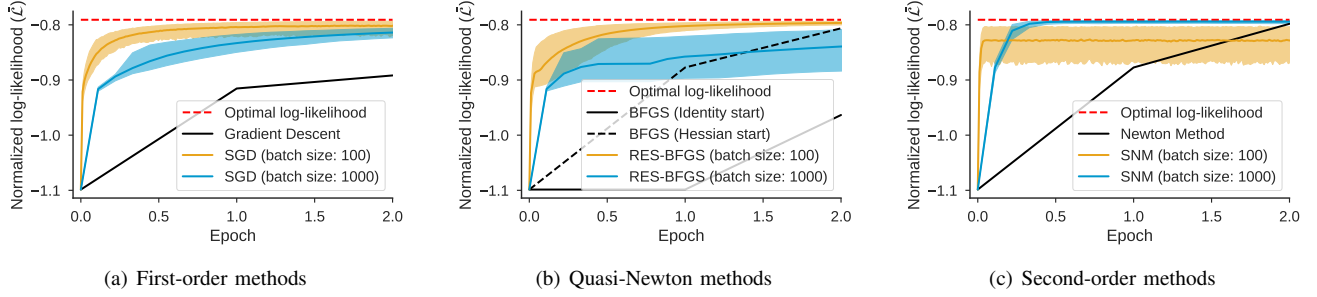 Normalized log-likelihood (ℒ̄)
−0.8
−0.9
−1.0
−1.1
Optimal log-likelihood
Gradient Descent
SGD (batch size: 100)
SGD (batch size: 1000)
0.0 0.5 1.0 1.5 2.0
Epoch
(a) First-order methods
Normalized log-likelihood (ℒ̄)
−0.8
−0.9
−1.0
−1.1
Optimal log-likelihood
BFGS (Identity start)
BFGS (Hessian start)
RES-BFGS (batch size: 100)
RES-BFGS (batch size: 1000)
0.0 0.5 1.0 1.5 2.0
Epoch
(b) Quasi-Newton methods
Normalized log-likelihood (ℒ̄)
−0.8
−0.9
−1.0
−1.1
Optimal log-likelihood
Newton Method
SNM (batch size: 100)
SNM (batch size: 1000)
0.0 0.5 1.0 1.5 2.0
Epoch
(c) Second-order methods